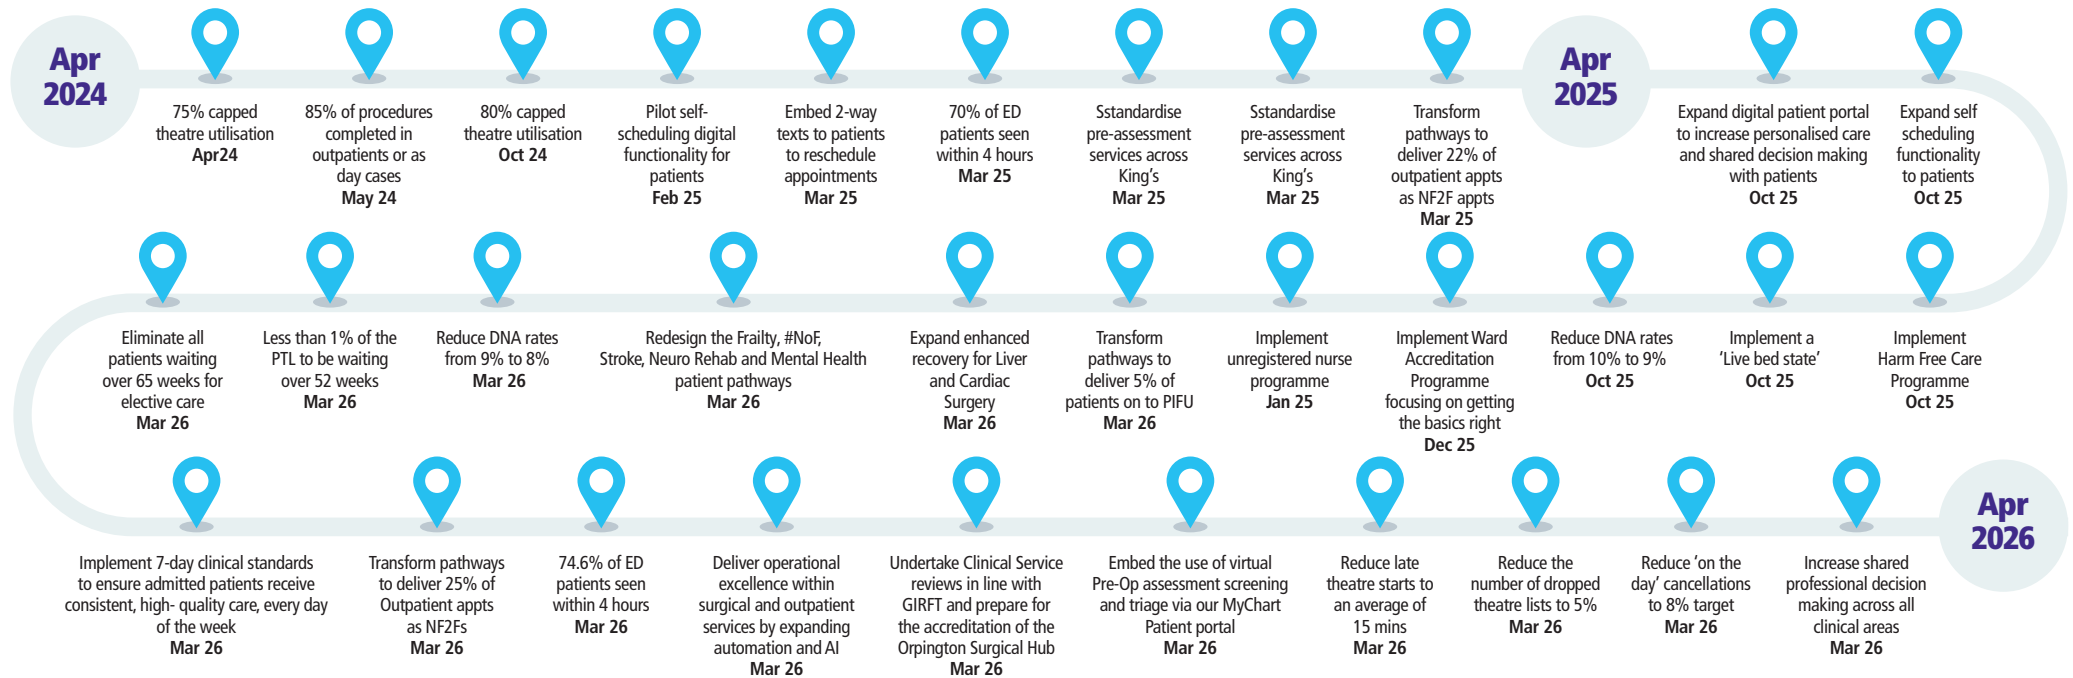 Apr
2024
75% capped
theatre utilisation
Apr24
85% of procedures
completed in
outpatients or as
day cases
May 24
80% capped
theatre utilisation
Oct 24
Pilot self-
scheduling digital
functionality for
patients
Feb 25
Embed 2-way
texts to patients
to reschedule
appointments
Mar 25
70% of ED
patients seen
within 4 hours
Mar 25
Sstandardise
pre-assessment
services across
King's
Mar 25
Sstandardise
pre-assessment
services across
King's
Mar 25
Transform
pathways to
deliver 22% of
outpatient appts
as NF2F appts
Mar 25
Apr
2025
Expand digital patient portal
to increase personalised care
and shared decision making
with patients
Oct 25
Expand self
scheduling
functionality
to patients
Oct 25
Eliminate all
patients waiting
over 65 weeks for
elective care
Mar 26
Less than 1% of the
PTL to be waiting
over 52 weeks
Mar 26
Reduce DNA rates
from 9% to 8%
Mar 26
Redesign the Frailty, #NoF,
Stroke, Neuro Rehab and Mental Health
patient pathways
Mar 26
Expand enhanced
recovery for Liver
and Cardiac
Surgery
Mar 26
Transform
pathways to
deliver 5% of
patients on to PIFU
Mar 26
Implement
unregistered nurse
programme
Jan 25
Implement Ward
Accreditation
Programme
focusing on getting
the basics right
Dec 25
Reduce DNA rates
from 10% to 9%
Oct 25
Implement a
‘Live bed state’
Oct 25
Implement
Harm Free Care
Programme
Oct 25
Implement 7-day clinical standards
to ensure admitted patients receive
consistent, high- quality care, every day
of the week
Mar 26
Transform pathways
to deliver 25% of
Outpatient appts
as NF2Fs
Mar 26
74.6% of ED
patients seen
within 4 hours
Mar 26
Deliver operational
excellence within
surgical and outpatient
services by expanding
automation and AI
Mar 26
Undertake Clinical Service
reviews in line with
GIRFT and prepare for
the accreditation of the
Orpington Surgical Hub
Mar 26
Embed the use of virtual
Pre-Op assessment screening
and triage via our MyChart
Patient portal
Mar 26
Reduce late
theatre starts to
an average of
15 mins
Mar 26
Reduce the
number of dropped
theatre lists to 5%
Mar 26
Reduce ‘on the
day’ cancellations
to 8% target
Mar 26
Increase shared
professional decision
making across all
clinical areas
Mar 26
Apr
2026